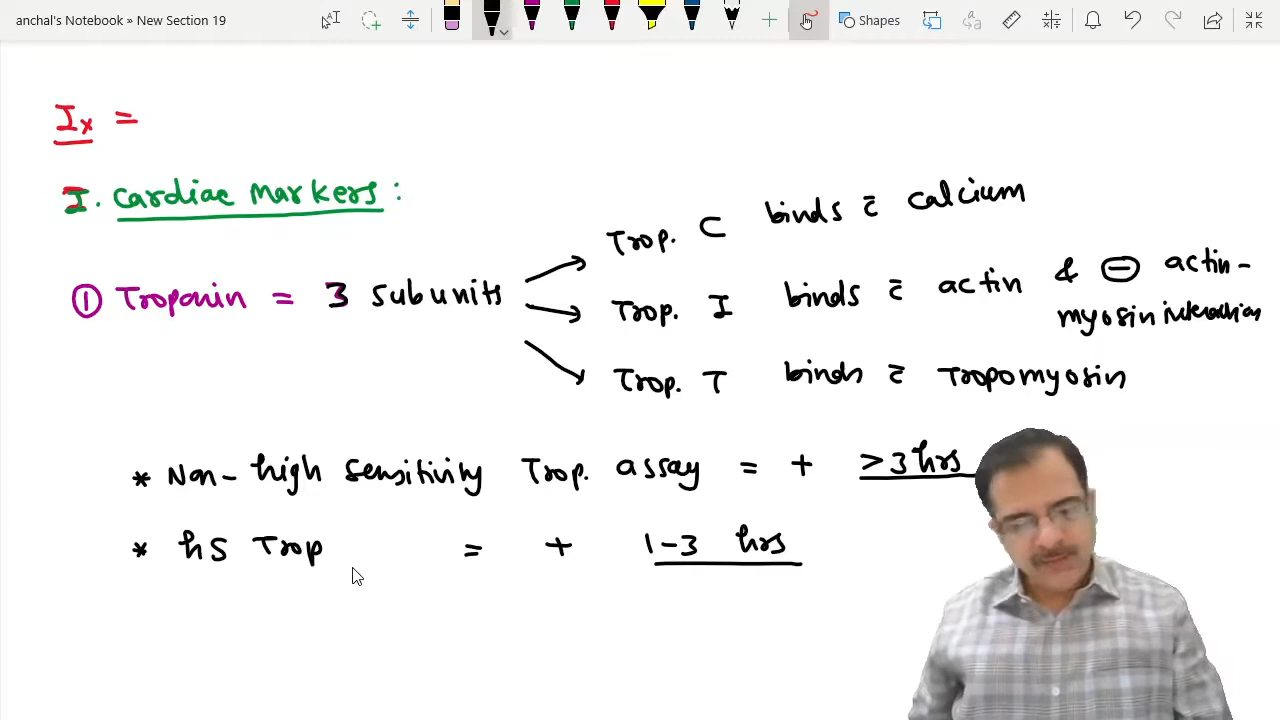 anchal's Notebook » New Section 19
Shapes
Ix =
I. cardiac markers:
① Troponin = 3 subunits
Trop. C binds c̄ calcium
Trop. I binds c̄ actin & ⊖ actin-
myosin interaction
Trop. T binds c̄ Tropomyosin
* Non-high sensitivity Trop. assay = + >3 hrs
* hS Trop = + 1-3 hrs